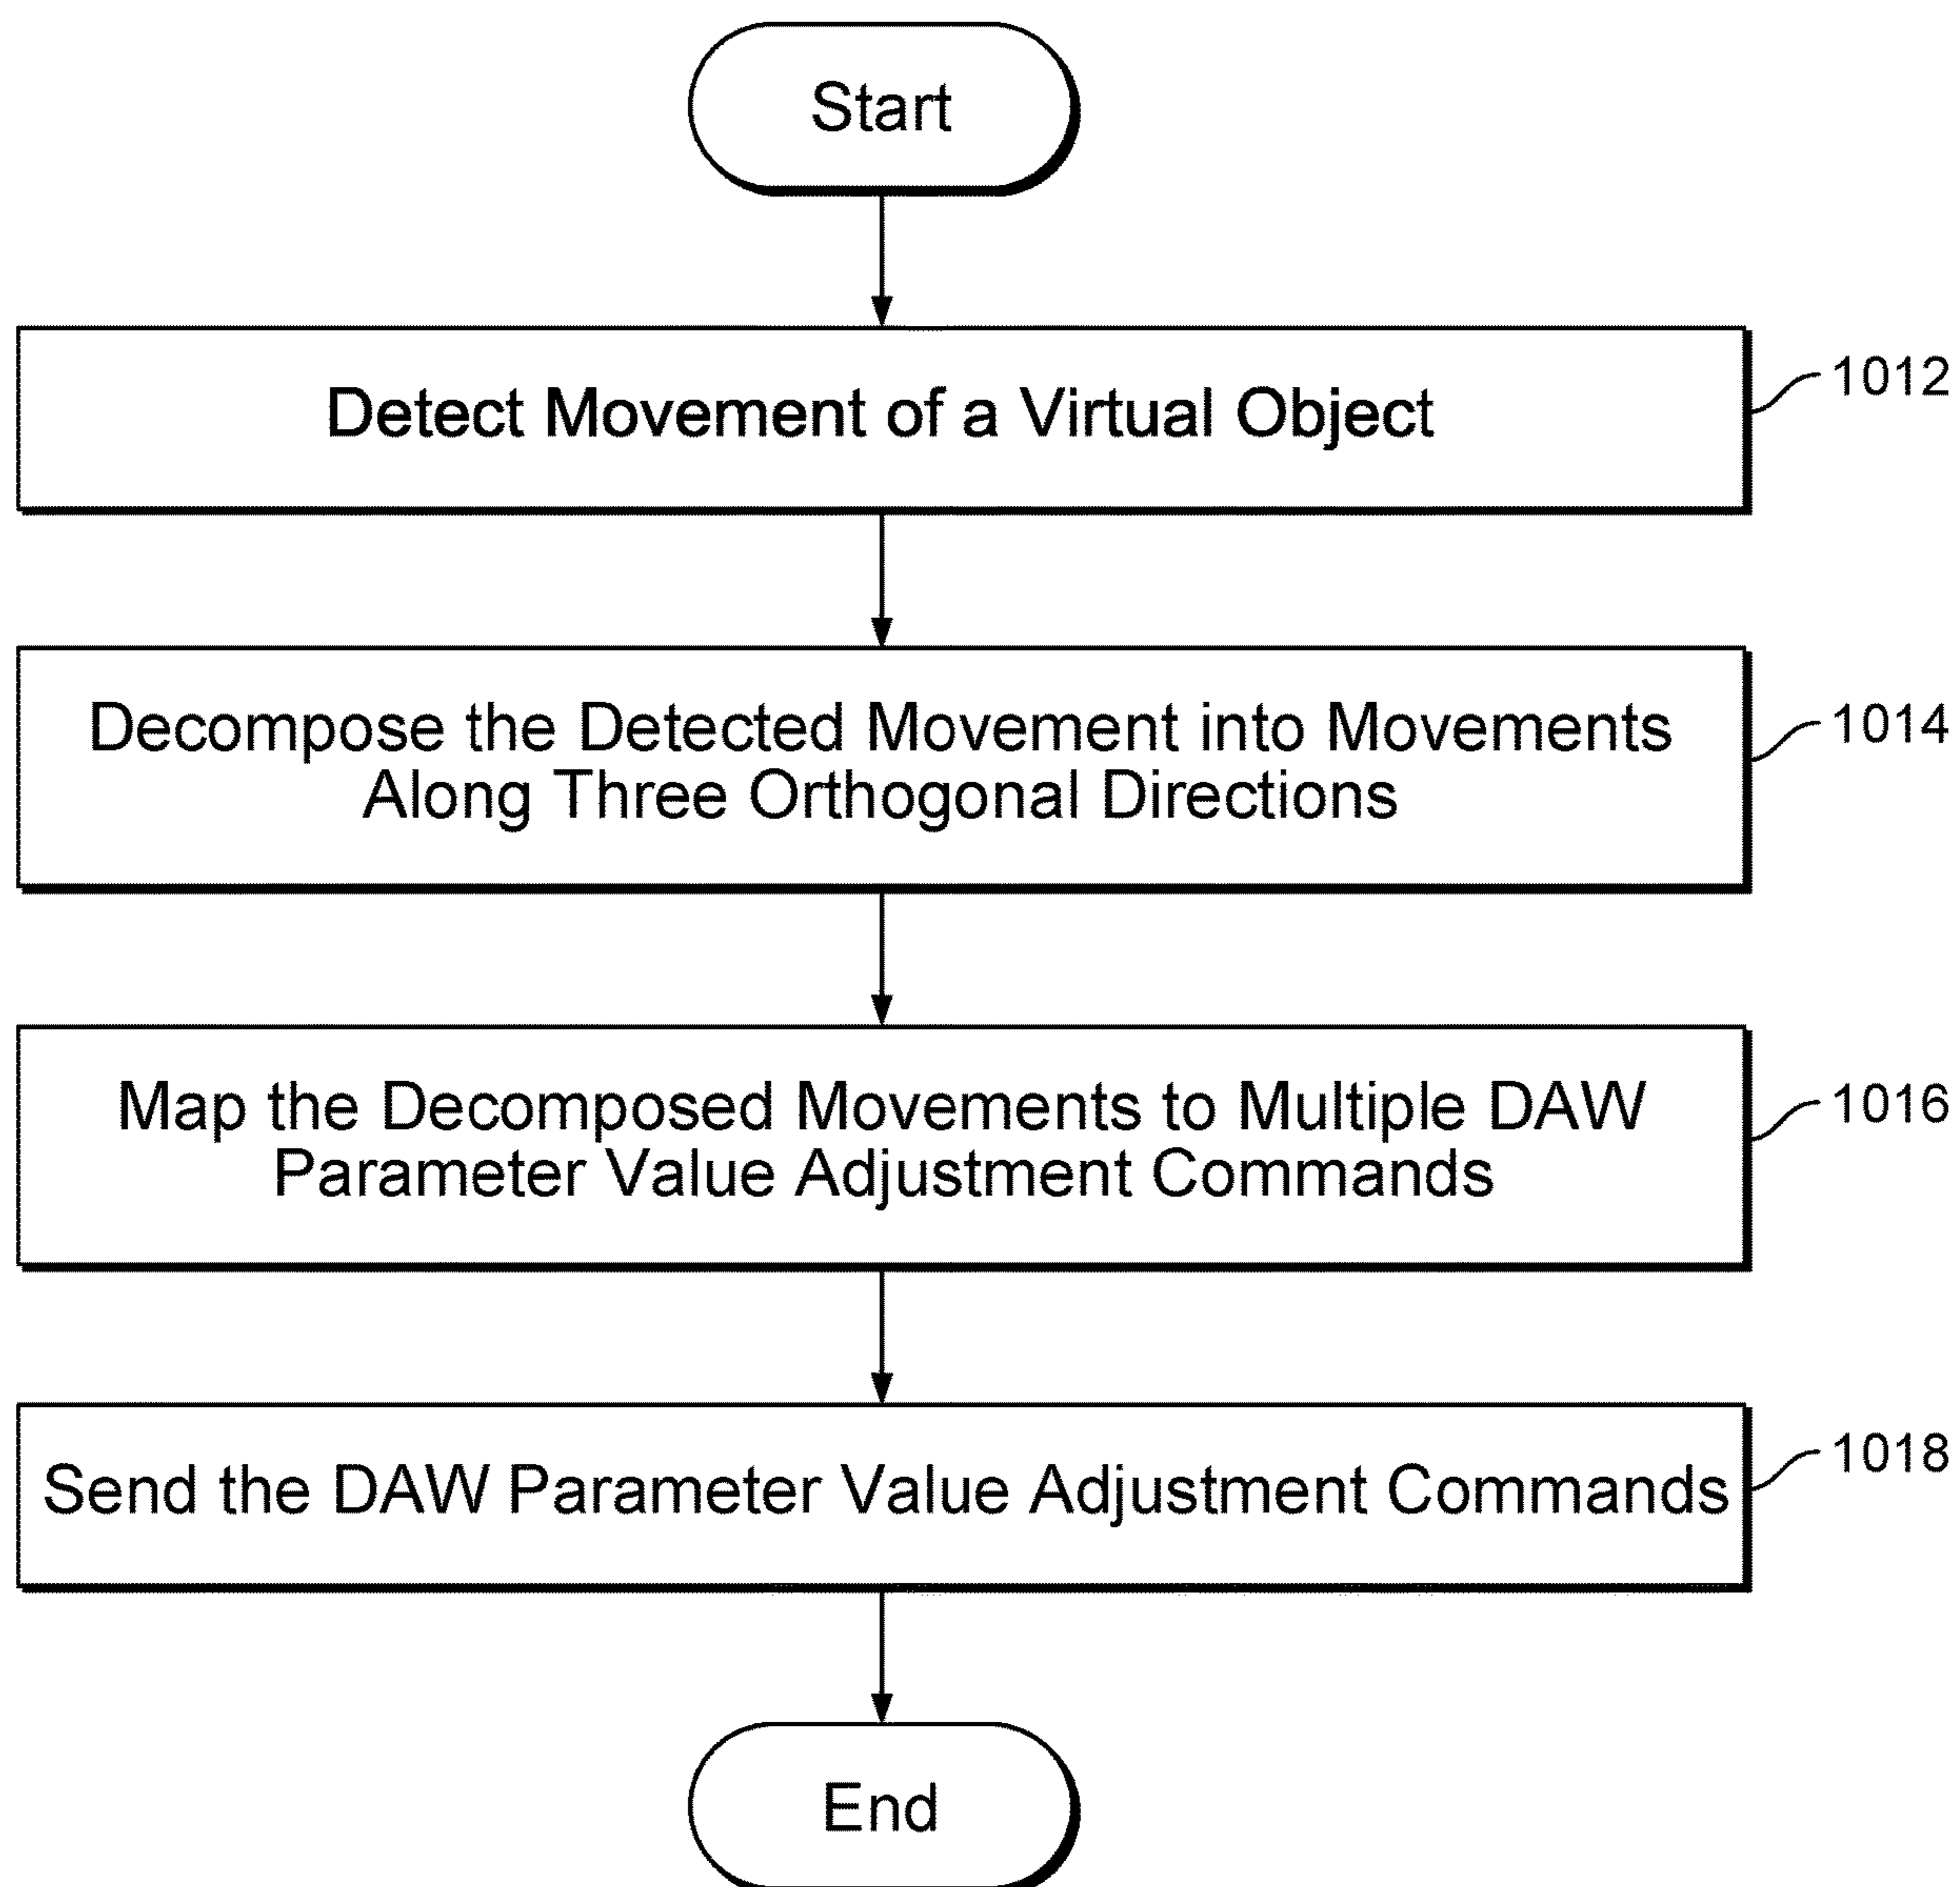 Start
Detect Movement of a Virtual Object
1012
Decompose the Detected Movement into Movements
Along Three Orthogonal Directions
1014
Map the Decomposed Movements to Multiple DAW
Parameter Value Adjustment Commands
1016
Send the DAW Parameter Value Adjustment Commands
1018
End